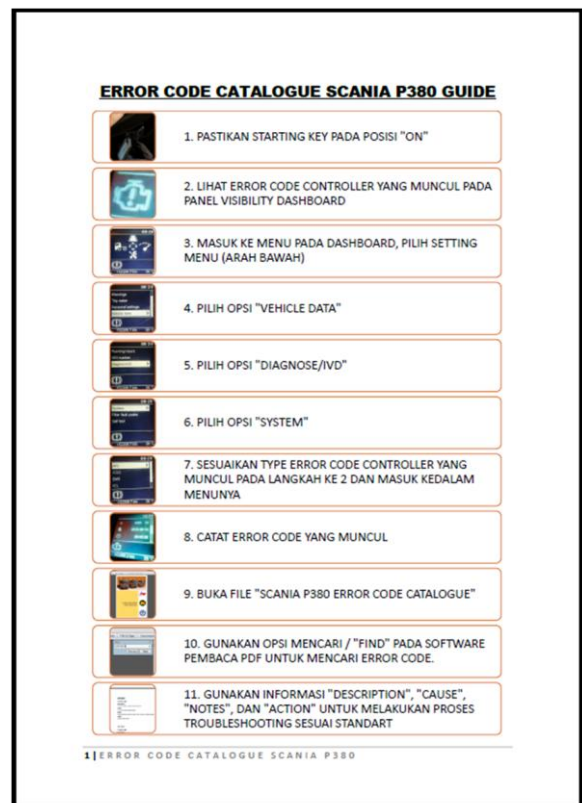 ERROR CODE CATALOGUE SCANIA P380 GUIDE
1. PASTIKAN STARTING KEY PADA POSISI "ON"
2. LIHAT ERROR CODE CONTROLLER YANG MUNCUL PADA
PANEL VISIBILITY DASHBOARD
3. MASUK KE MENU PADA DASHBOARD, PILIH SETTING
MENU (ARAH BAWAH)
4. PILIH OPSI "VEHICLE DATA"
5. PILIH OPSI "DIAGNOSE/IVD"
6. PILIH OPSI "SYSTEM"
7. SESUAIKAN TYPE ERROR CODE CONTROLLER YANG
MUNCUL PADA LANGKAH KE 2 DAN MASUK KEDALAM
MENUNYA
8. CATAT ERROR CODE YANG MUNCUL
9. BUKA FILE "SCANIA P380 ERROR CODE CATALOGUE"
10. GUNAKAN OPSI MENCARI / "FIND" PADA SOFTWARE
PEMBACA PDF UNTUK MENCARI ERROR CODE.
11. GUNAKAN INFORMASI "DESCRIPTION", "CAUSE",
"NOTES", DAN "ACTION" UNTUK MELAKUKAN PROSES
TROUBLESHOOTING SESUAI STANDART
1 | ERROR CODE CATALOGUE SCANIA P380